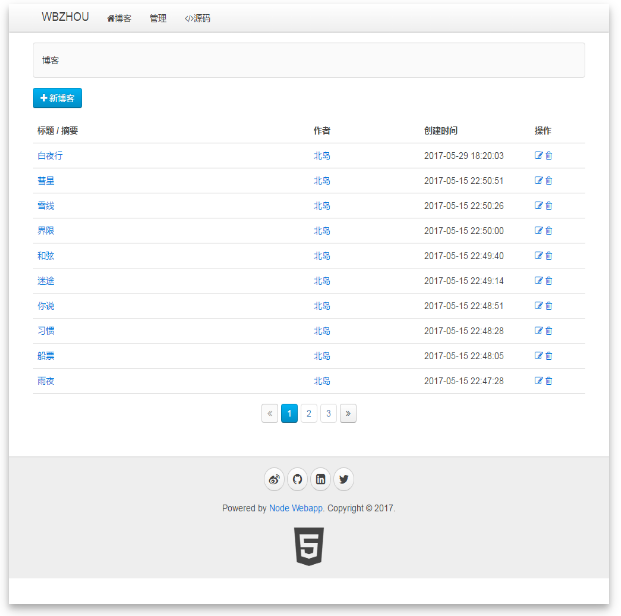 WBZHOU 博客 管理 源码
博客
新博客
标题 / 摘要 作者 创建时间 操作
白夜行 北岛 2017-05-29 18:20:03
彗星 北岛 2017-05-15 22:50:51
雪线 北岛 2017-05-15 22:50:26
界限 北岛 2017-05-15 22:50:00
和弦 北岛 2017-05-15 22:49:40
迷途 北岛 2017-05-15 22:49:14
你说 北岛 2017-05-15 22:48:51
习惯 北岛 2017-05-15 22:48:28
船票 北岛 2017-05-15 22:48:05
雨夜 北岛 2017-05-15 22:47:28
« 1 2 3 »
Powered by Node Webapp. Copyright © 2017.